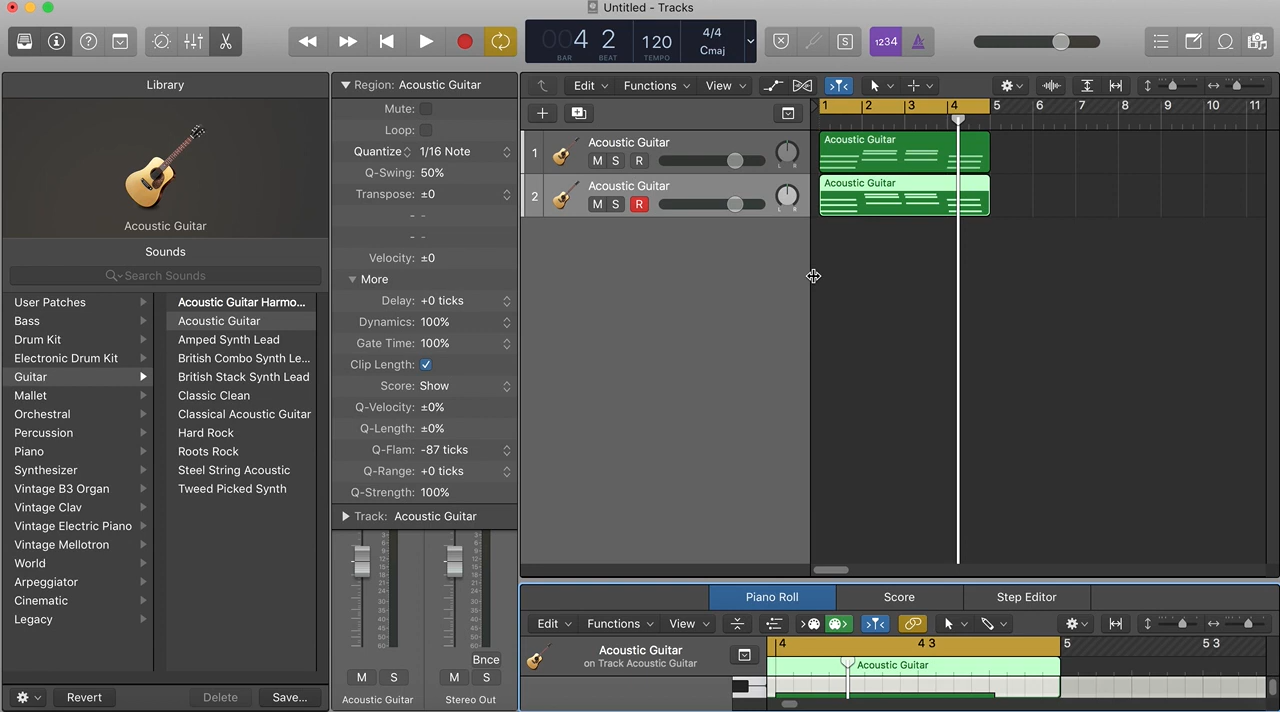 Untitled - Tracks
004 2
BAR BEAT
120
TEMPO
4/4
Cmaj
S
1234
Library
Acoustic Guitar
Sounds
Search Sounds
User Patches
Bass
Drum Kit
Electronic Drum Kit
Guitar
Mallet
Orchestral
Percussion
Piano
Synthesizer
Vintage B3 Organ
Vintage Clav
Vintage Electric Piano
Vintage Mellotron
World
Arpeggiator
Cinematic
Legacy
Acoustic Guitar Harmo...
Acoustic Guitar
Amped Synth Lead
British Combo Synth Le...
British Stack Synth Lead
Classic Clean
Classical Acoustic Guitar
Hard Rock
Roots Rock
Steel String Acoustic
Tweed Picked Synth
Revert
Delete
Save...
Region: Acoustic Guitar
Mute:
Loop:
Quantize 1/16 Note
Q-Swing: 50%
Transpose: ±0
- -
- -
Velocity: ±0
More
Delay: +0 ticks
Dynamics: 100%
Gate Time: 100%
Clip Length:
Score: Show
Q-Velocity: ±0%
Q-Length: ±0%
Q-Flam: -87 ticks
Q-Range: +0 ticks
Q-Strength: 100%
Track: Acoustic Guitar
Bnce
M S
M S
Acoustic Guitar
Stereo Out
Edit Functions View
1 2 3 4 5 6 7 8 9 10 11
1 Acoustic Guitar
M S R
L R
Acoustic Guitar
2 Acoustic Guitar
M S R
L R
Acoustic Guitar
Piano Roll
Score
Step Editor
Edit Functions View
Acoustic Guitar
on Track Acoustic Guitar
4 4 3 5 5 3
Acoustic Guitar